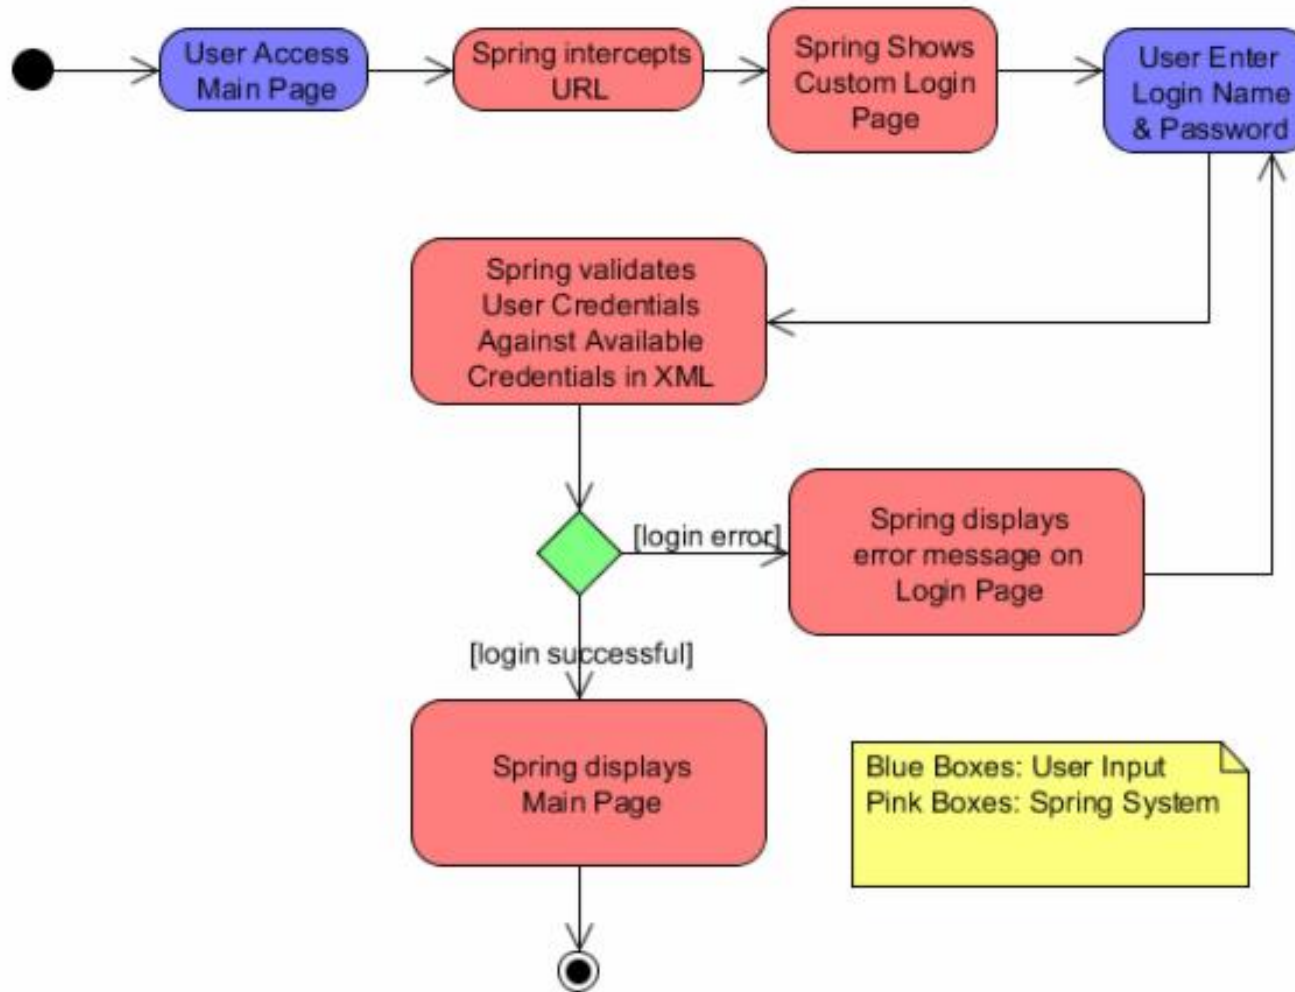 User Access
Main Page
Spring intercepts
URL
Spring Shows
Custom Login
Page
User Enter
Login Name
& Password
Spring validates
User Credentials
Against Available
Credentials in XML
[login error]
Spring displays
error message on
Login Page
[login successful]
Spring displays
Main Page
Blue Boxes: User Input
Pink Boxes: Spring System